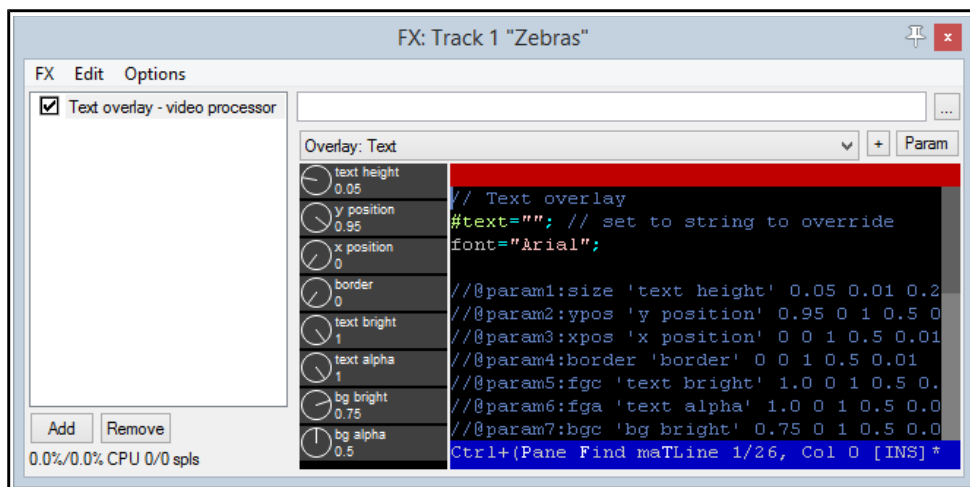 FX: Track 1 "Zebras"
FX Edit Options
Text overlay - video processor
...
Overlay: Text
+ Param
text height
0.05
y position
0.95
x position
0
border
0
text bright
1
text alpha
1
bg bright
0.75
bg alpha
0.5
// Text overlay
#text=""; // set to string to override
font="Arial";
//@param1:size 'text height' 0.05 0.01 0.2
//@param2:ypos 'y position' 0.95 0 1 0.5 0
//@param3:xpos 'x position' 0 0 1 0.5 0.01
//@param4:border 'border' 0 0 1 0.5 0.01
//@param5:fgc 'text bright' 1.0 0 1 0.5 0.
//@param6:fga 'text alpha' 1.0 0 1 0.5 0.0
//@param7:bgc 'bg bright' 0.75 0 1 0.5 0.0
Ctrl+(Pane Find maTLine 1/26, Col 0 [INS]*
Add Remove
0.0%/0.0% CPU 0/0 spls